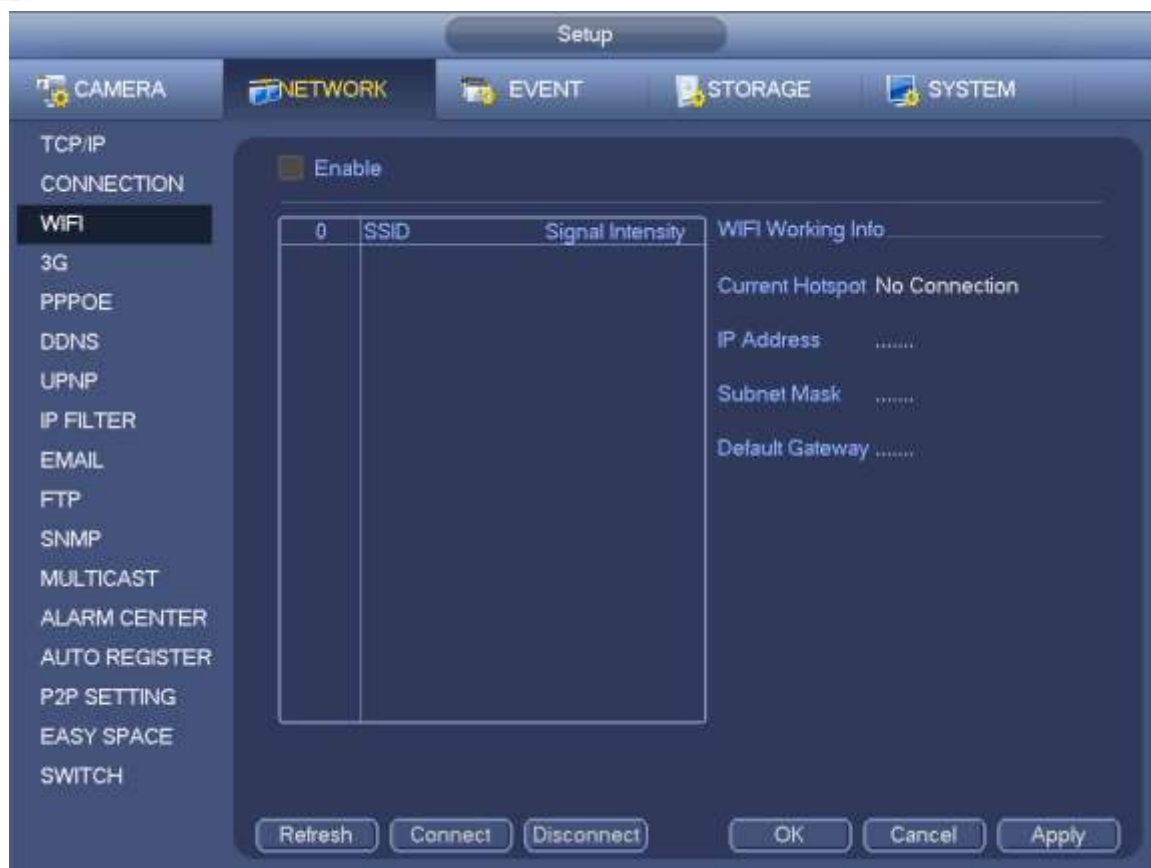 Setup
CAMERA NETWORK EVENT STORAGE SYSTEM
TCP/IP
CONNECTION
WIFI
3G
PPPOE
DDNS
UPNP
IP FILTER
EMAIL
FTP
SNMP
MULTICAST
ALARM CENTER
AUTO REGISTER
P2P SETTING
EASY SPACE
SWITCH
Enable
0 SSID Signal Intensity
WIFI Working Info
Current Hotspot No Connection
IP Address .......
Subnet Mask .......
Default Gateway .......
Refresh Connect Disconnect OK Cancel Apply